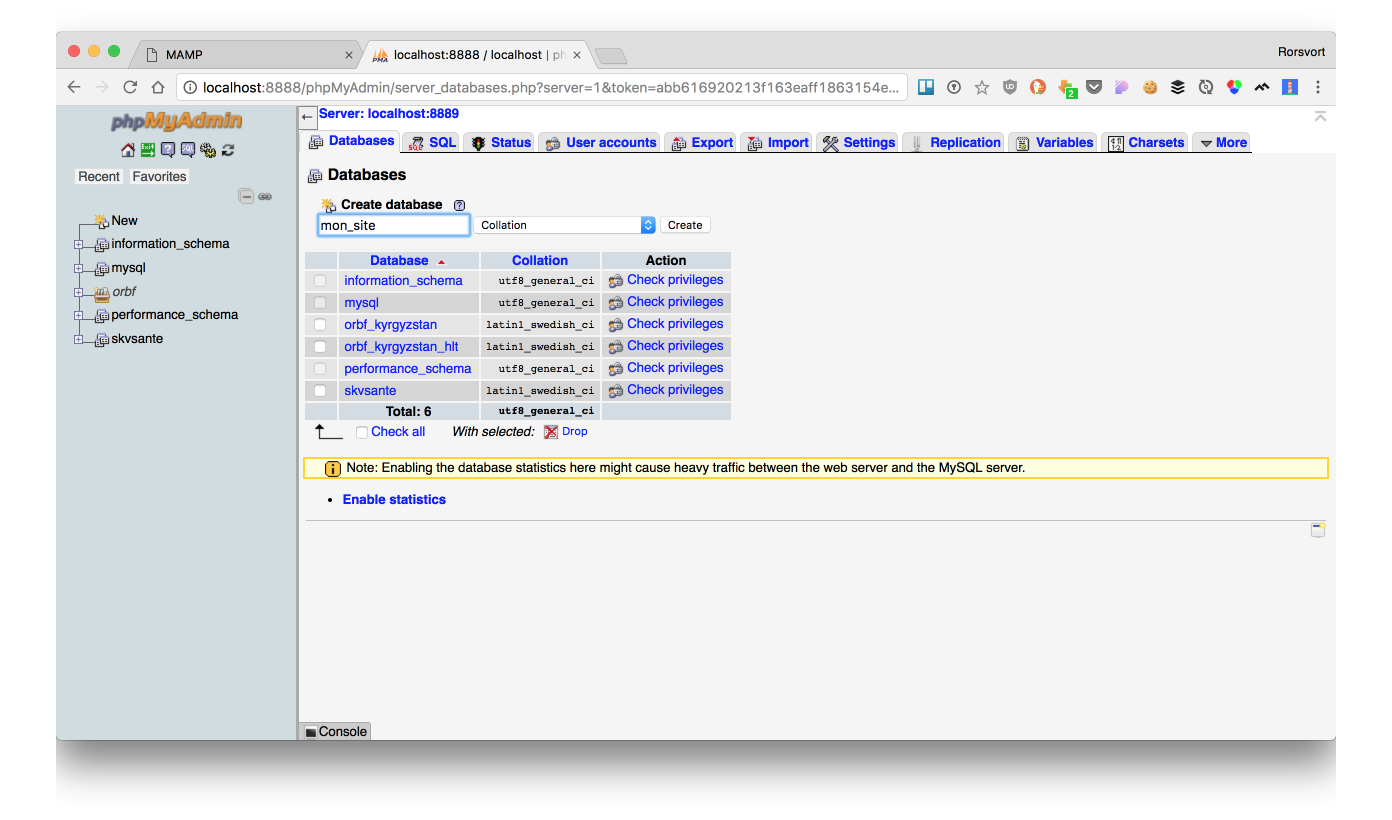 MAMP
localhost:8888 / localhost | ph
Rorsvort
localhost:8888/phpMyAdmin/server_databases.php?server=1&token=abb616920213f163eaff1863154e...
2
phpMyAdmin
Recent Favorites
New
information_schema
mysql
orbf
performance_schema
skvsante
Server: localhost:8889
Databases SQL Status User accounts Export Import Settings Replication Variables Charsets More
Databases
Create database
mon_site Collation Create
Database Collation Action
information_schema utf8_general_ci Check privileges
mysql utf8_general_ci Check privileges
orbf_kyrgyzstan latin1_swedish_ci Check privileges
orbf_kyrgyzstan_hlt latin1_swedish_ci Check privileges
performance_schema utf8_general_ci Check privileges
skvsante latin1_swedish_ci Check privileges
Total: 6 utf8_general_ci
Check all With selected: Drop
Note: Enabling the database statistics here might cause heavy traffic between the web server and the MySQL server.
• Enable statistics
Console